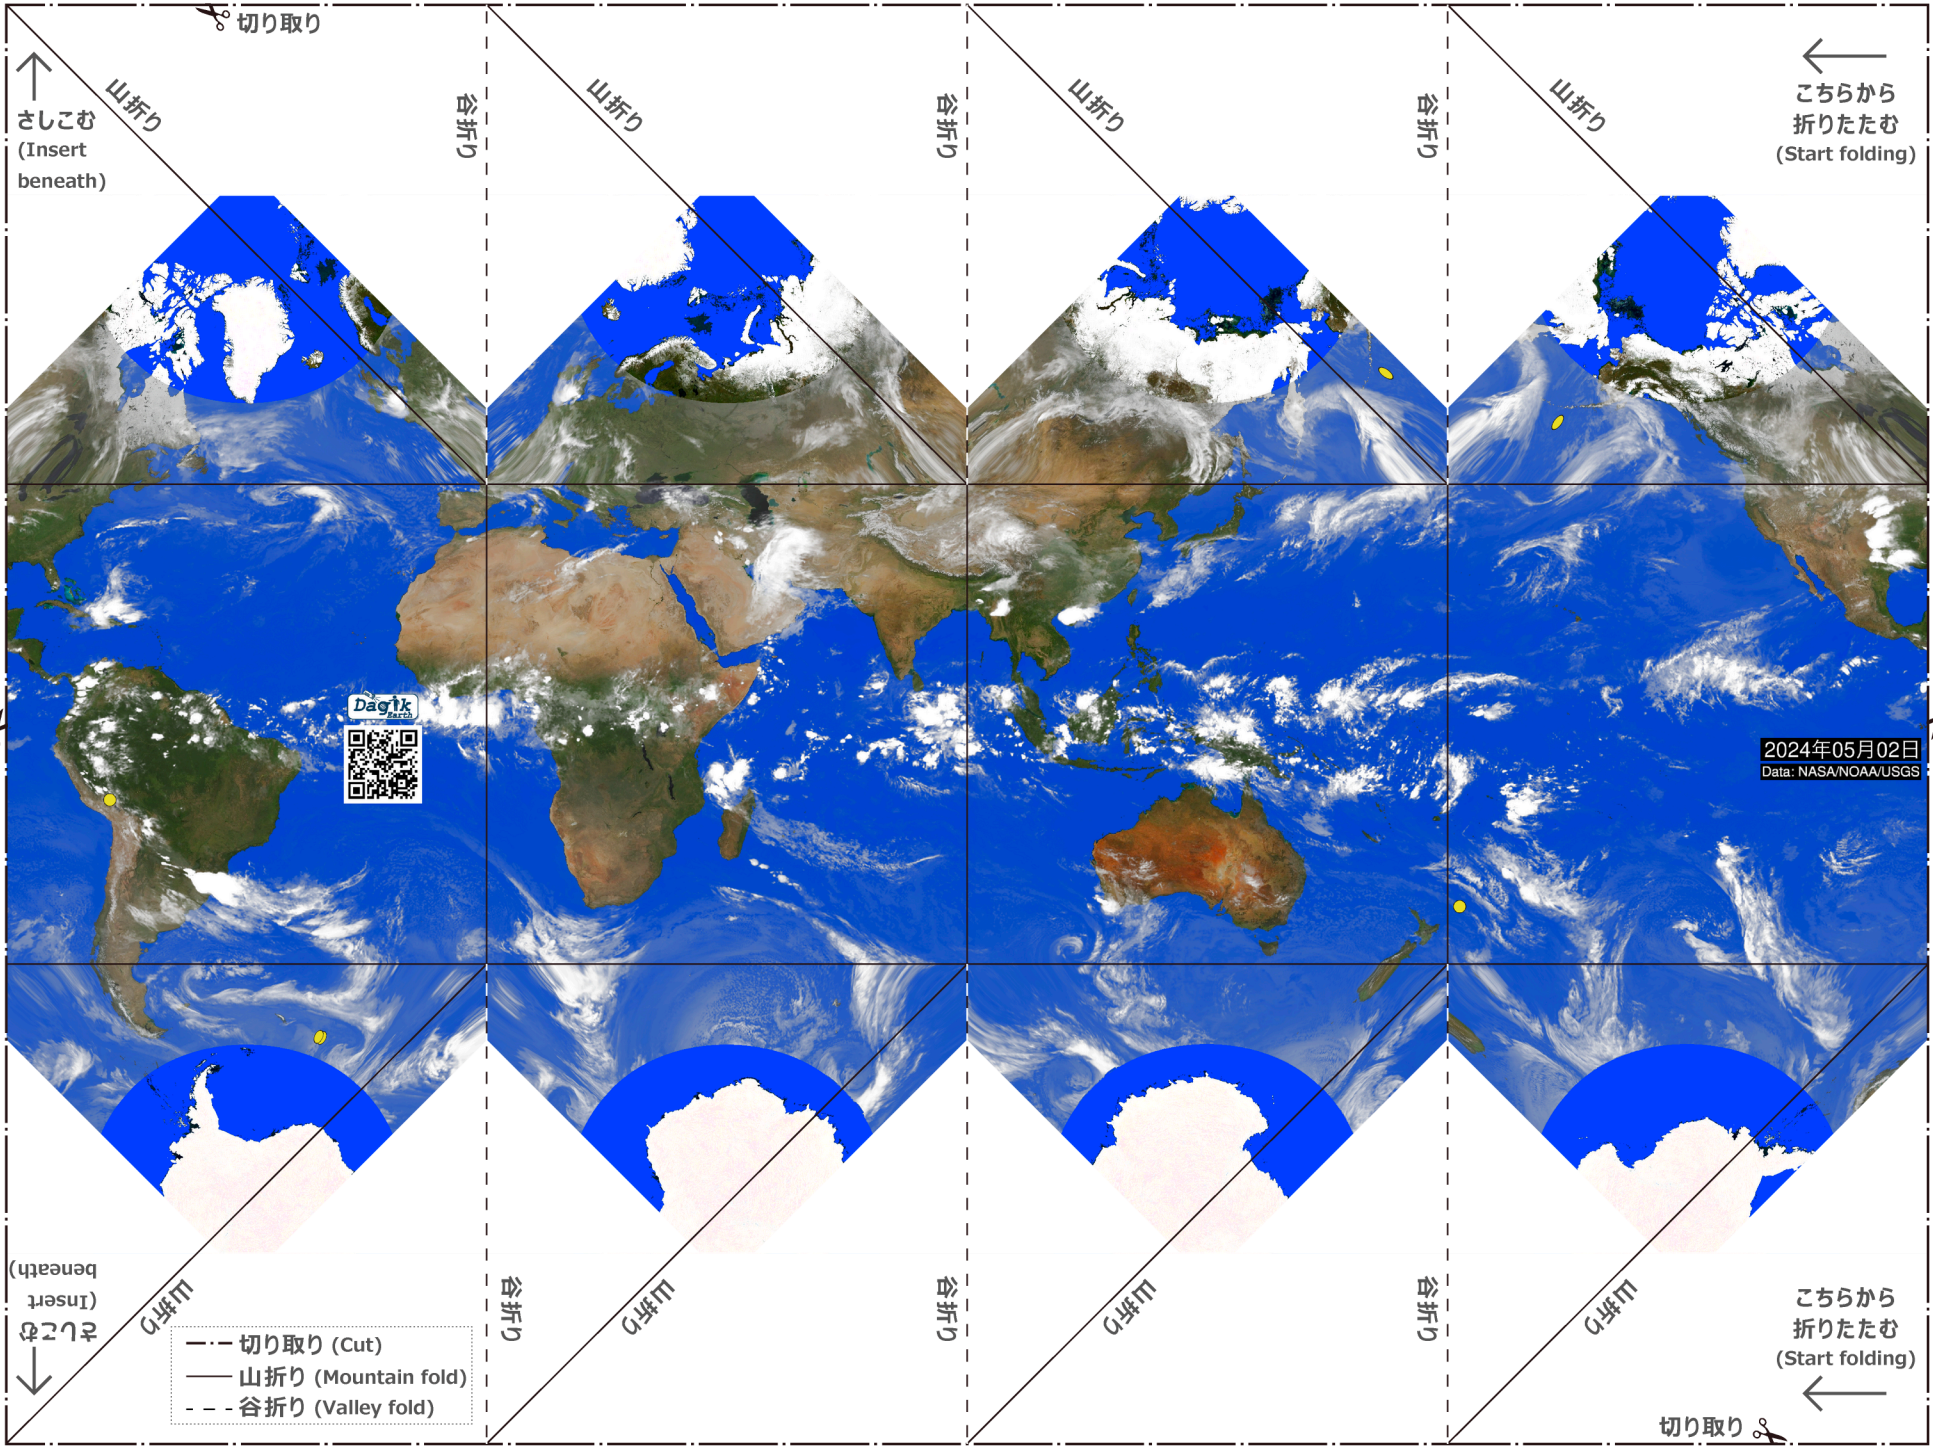 切り取り
山折り
谷折り
山折り
谷折り
山折り
谷折り
山折り
さしこむ
(Insert
beneath)
こちらから
折りたたむ
(Start folding)
Dagik
Earth
2024年05月02日
Data: NASA/NOAA/USGS
さしこむ
(Insert
beneath)
山折り
谷折り
山折り
谷折り
山折り
谷折り
山折り
こちらから
折りたたむ
(Start folding)
切り取り (Cut)
山折り (Mountain fold)
谷折り (Valley fold)
切り取り